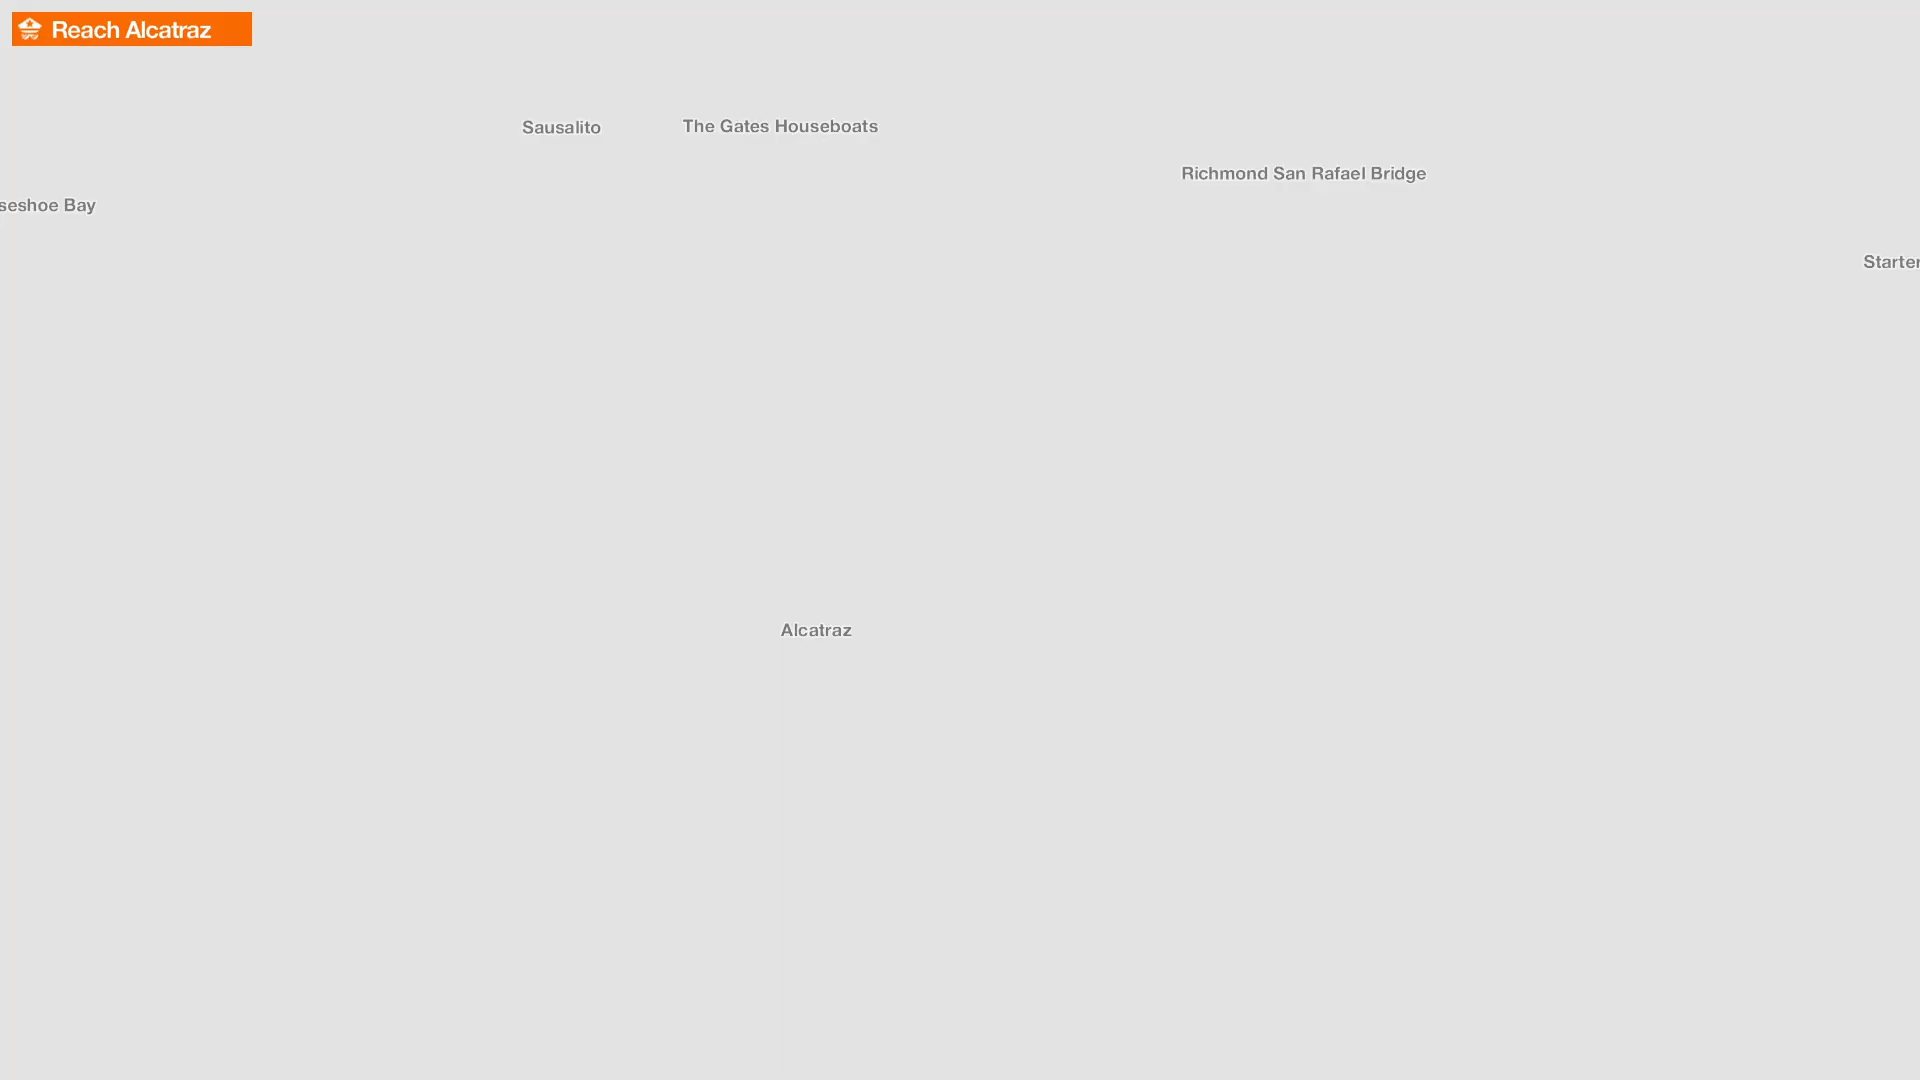 Reach Alcatraz
Sausalito
The Gates Houseboats
Richmond San Rafael Bridge
seshoe Bay
Starter
Alcatraz